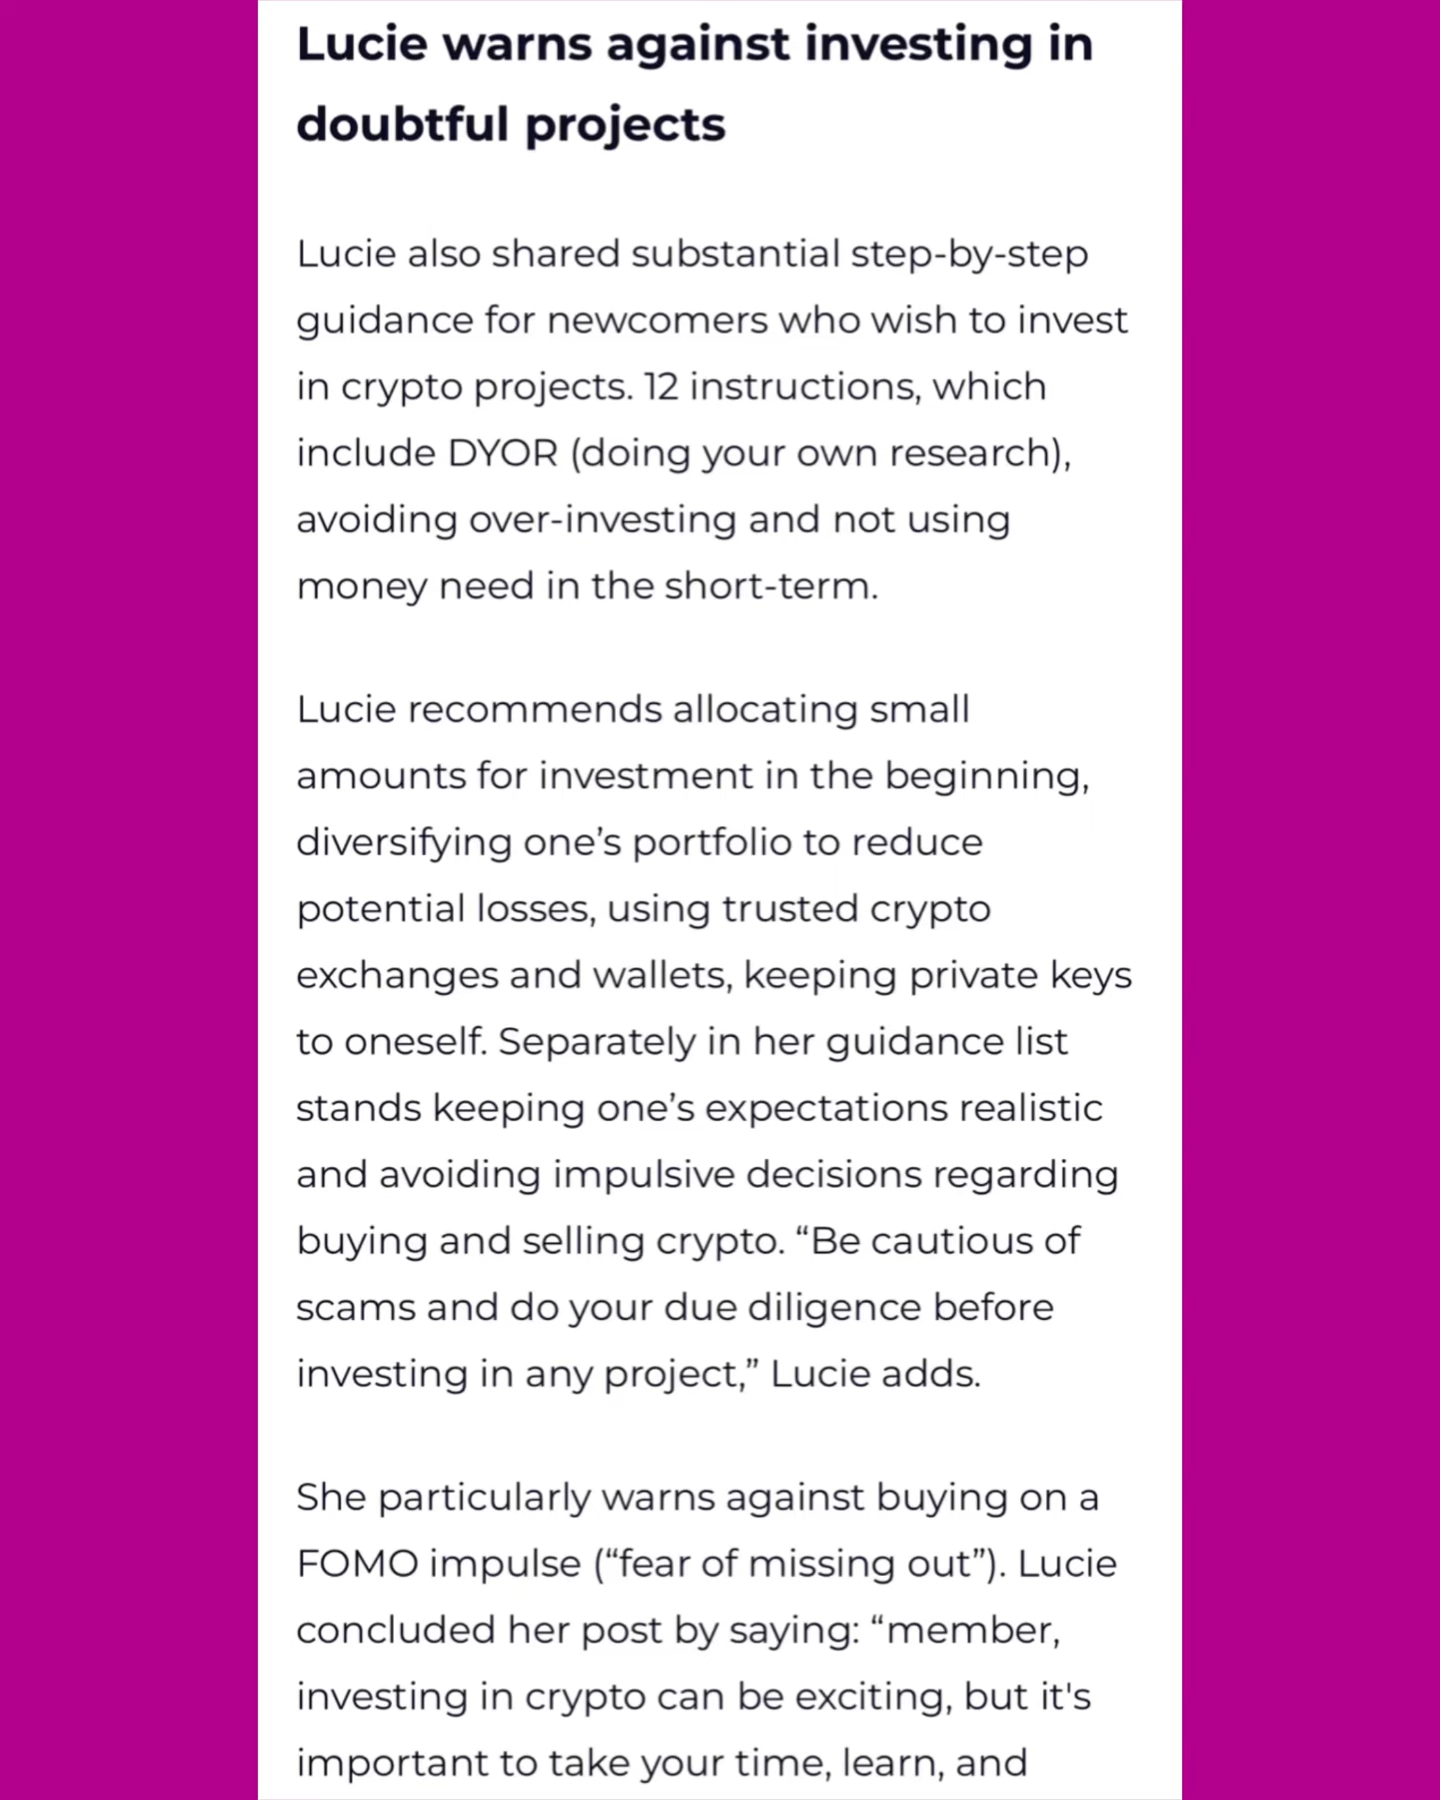 Lucie warns against investing in
doubtful projects
Lucie also shared substantial step-by-step
guidance for newcomers who wish to invest
in crypto projects. 12 instructions, which
include DYOR (doing your own research),
avoiding over-investing and not using
money need in the short-term.
Lucie recommends allocating small
amounts for investment in the beginning,
diversifying one’s portfolio to reduce
potential losses, using trusted crypto
exchanges and wallets, keeping private keys
to oneself. Separately in her guidance list
stands keeping one’s expectations realistic
and avoiding impulsive decisions regarding
buying and selling crypto. “Be cautious of
scams and do your due diligence before
investing in any project,” Lucie adds.
She particularly warns against buying on a
FOMO impulse (“fear of missing out”). Lucie
concluded her post by saying: “member,
investing in crypto can be exciting, but it's
important to take your time, learn, and